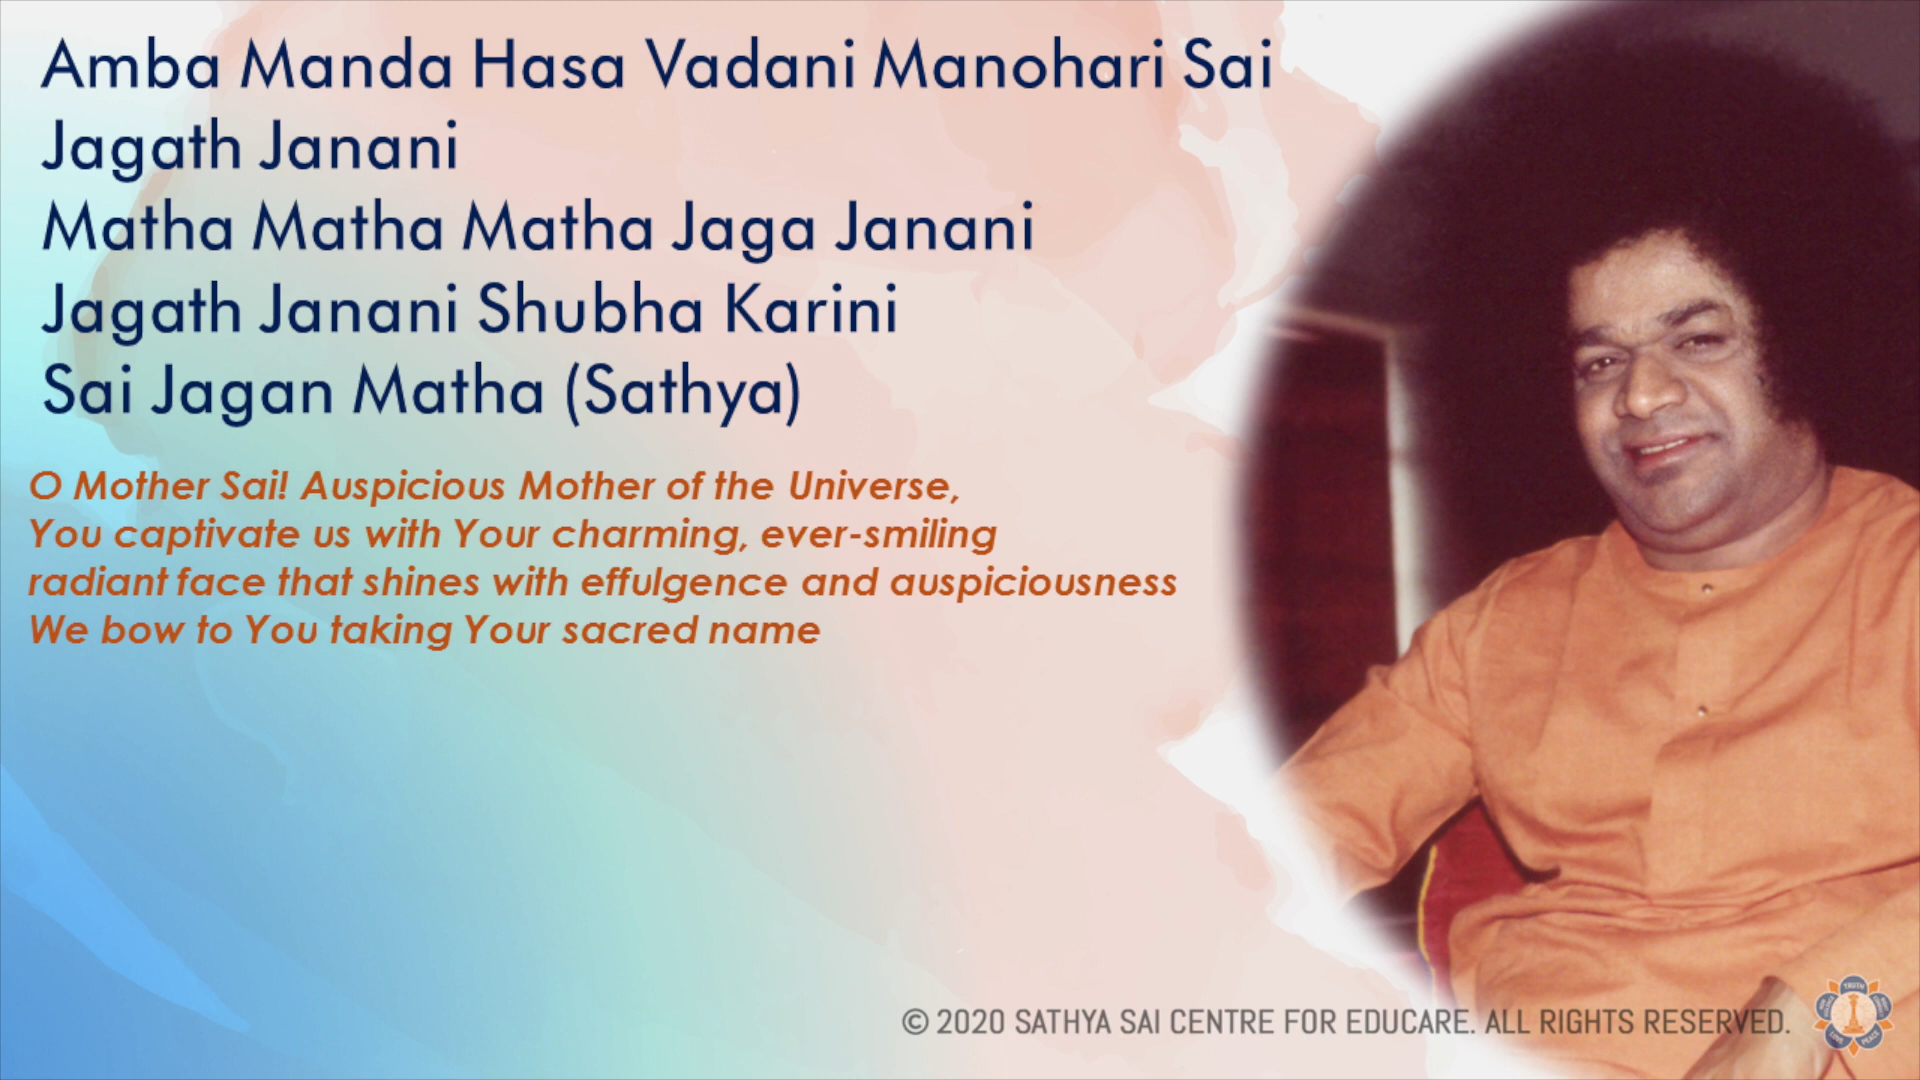 Amba Manda Hasa Vadani Manohari Sai
Jagath Janani
Matha Matha Matha Jaga Janani
Jagath Janani Shubha Karini
Sai Jagan Matha (Sathya)
O Mother Sai! Auspicious Mother of the Universe,
You captivate us with Your charming, ever-smiling
radiant face that shines with effulgence and auspiciousness
We bow to You taking Your sacred name
© 2020 SATHYA SAI CENTRE FOR EDUCARE. ALL RIGHTS RESERVED.
TRUTH
LOVE
PEACE